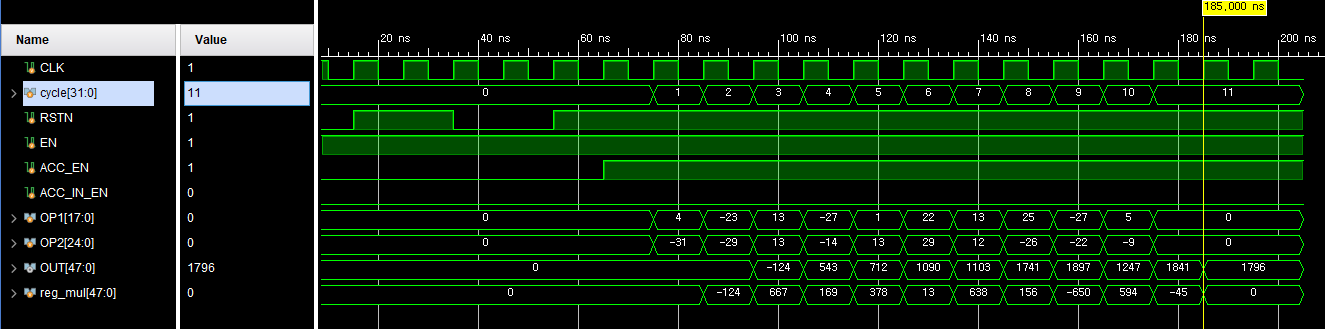 185,000 ns
Name Value
20 ns 40 ns 60 ns 80 ns 100 ns 120 ns 140 ns 160 ns 180 ns 200 ns
CLK 1
cycle[31:0] 11 0 1 2 3 4 5 6 7 8 9 10 11
RSTN 1
EN 1
ACC_EN 1
ACC_IN_EN 0
OP1[17:0] 0 0 4 -23 13 -27 1 22 13 25 -27 5 0
OP2[24:0] 0 0 -31 -29 13 -14 13 29 12 -26 -22 -9 0
OUT[47:0] 1796 0 -124 543 712 1090 1103 1741 1897 1247 1841 1796
reg_mul[47:0] 0 0 -124 667 169 378 13 638 156 -650 594 -45 0